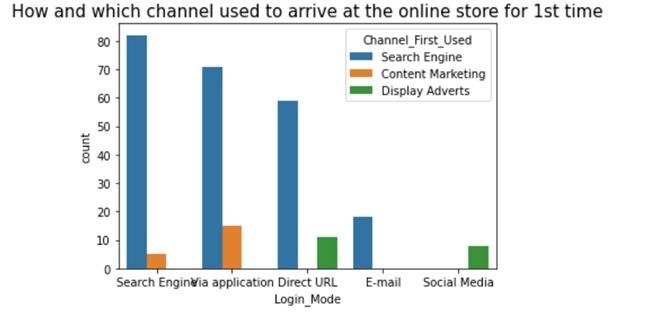 How and which channel used to arrive at the online store for 1st time
Channel_First_Used
Search Engine
Content Marketing
Display Adverts
80
70
60
50
40
30
20
10
0
count
Search Engine Via application Direct URL E-mail Social Media
Login_Mode